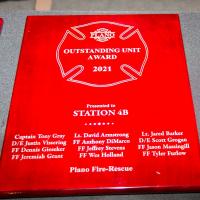 PLANO
OUTSTANDING UNIT
AWARD
2021
Presented to
STATION 4B
Captain Tony Gray Lt. David Armstrong Lt. Jared Barker
D/E Justin Vissering FF Anthony DiMarco D/E Scott Grogan
FF Dennis Gieseker FF Jeffrey Stevens FF Jason Massingill
FF Jeremiah Grant FF Wes Holland FF Tyler Furlow
Plano Fire-Rescue